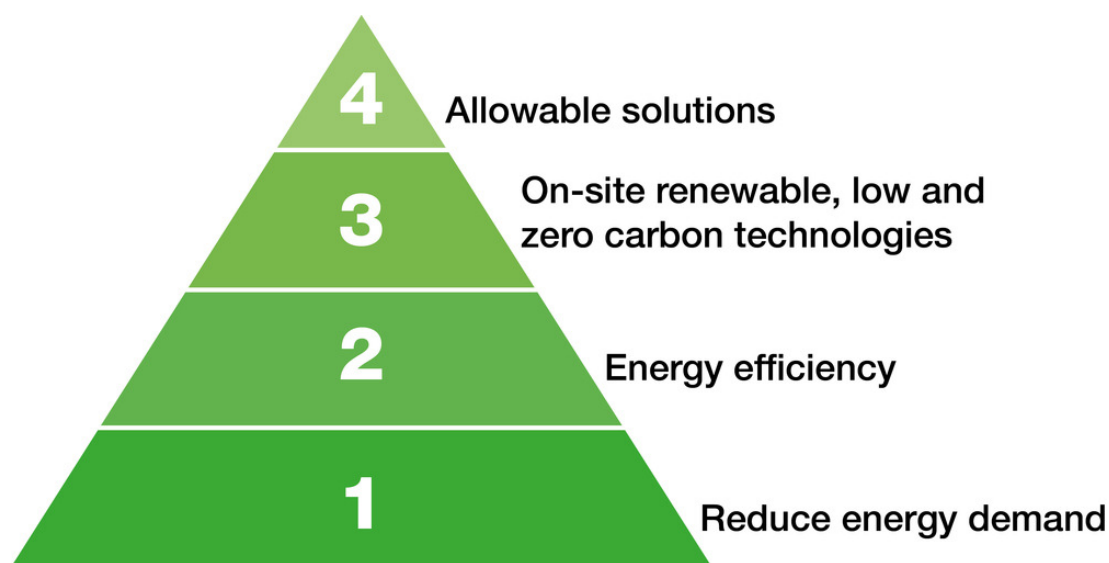 4
Allowable solutions
3
On-site renewable, low and
zero carbon technologies
2
Energy efficiency
1
Reduce energy demand